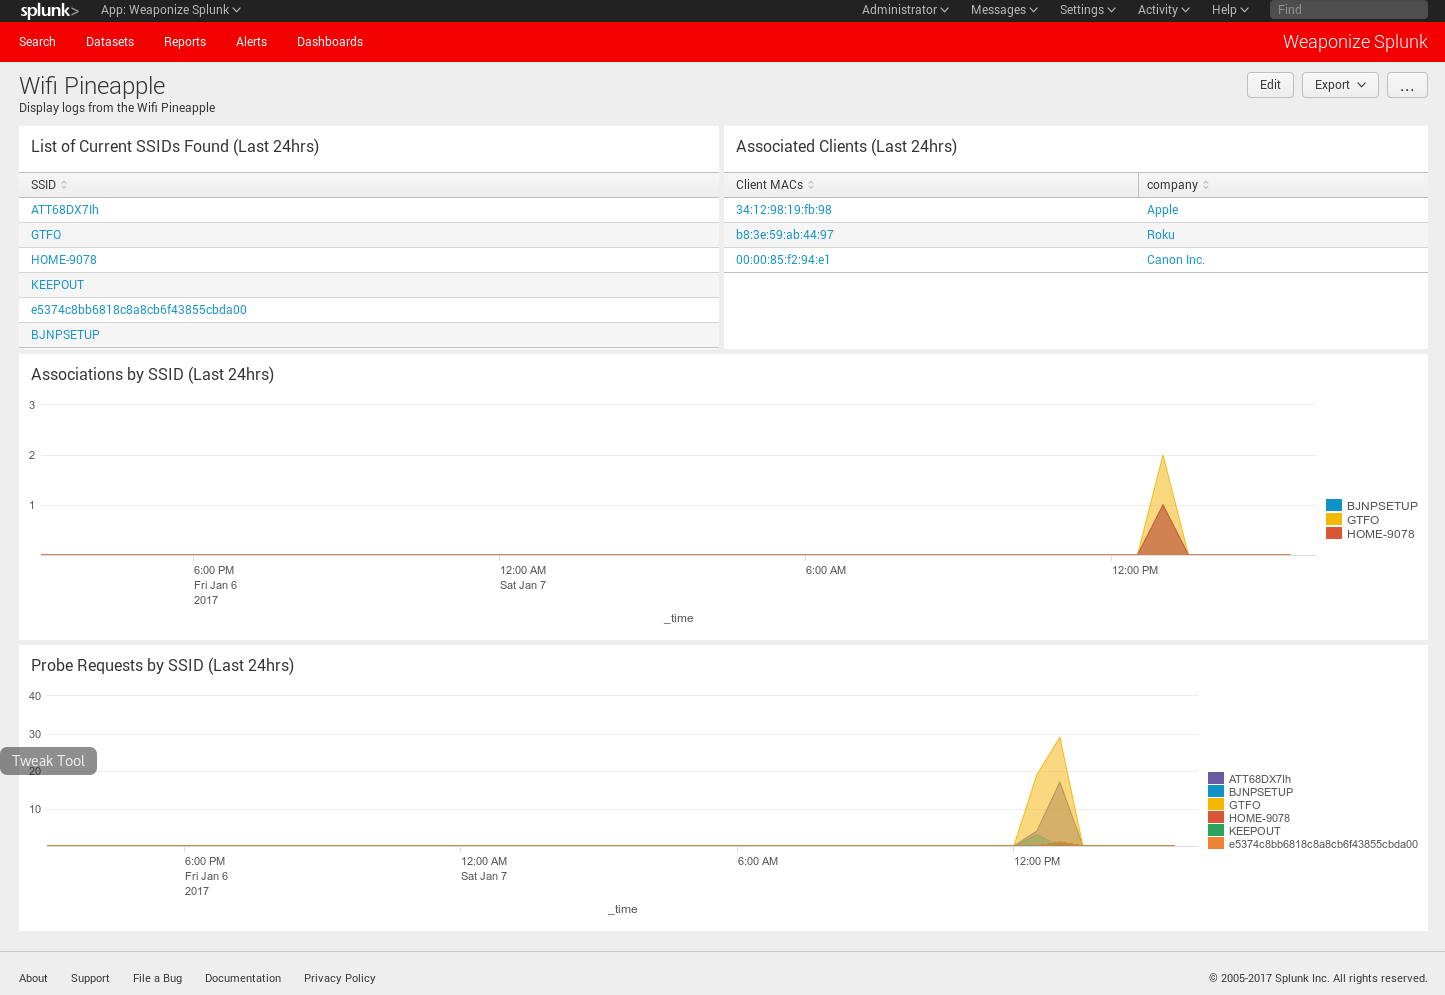 splunk> App: Weaponize Splunk Administrator Messages Settings Activity Help Find
Search Datasets Reports Alerts Dashboards Weaponize Splunk
Wifi Pineapple Edit Export ...
Display logs from the Wifi Pineapple
List of Current SSIDs Found (Last 24hrs)
SSID
ATT68DX7Ih
GTFO
HOME-9078
KEEPOUT
e5374c8bb6818c8a8cb6f43855cbda00
BJNPSETUP
Associated Clients (Last 24hrs)
Client MACs company
34:12:98:19:fb:98 Apple
b8:3e:59:ab:44:97 Roku
00:00:85:f2:94:e1 Canon Inc.
Associations by SSID (Last 24hrs)
3
2
1
BJNPSETUP
GTFO
HOME-9078
6:00 PM 12:00 AM 6:00 AM 12:00 PM
Fri Jan 6 Sat Jan 7
2017
_time
Probe Requests by SSID (Last 24hrs)
40
30
Tweak Tool
20
10
ATT68DX7Ih
BJNPSETUP
GTFO
HOME-9078
KEEPOUT
e5374c8bb6818c8a8cb6f43855cbda00
6:00 PM 12:00 AM 6:00 AM 12:00 PM
Fri Jan 6 Sat Jan 7
2017
_time
About Support File a Bug Documentation Privacy Policy © 2005-2017 Splunk Inc. All rights reserved.